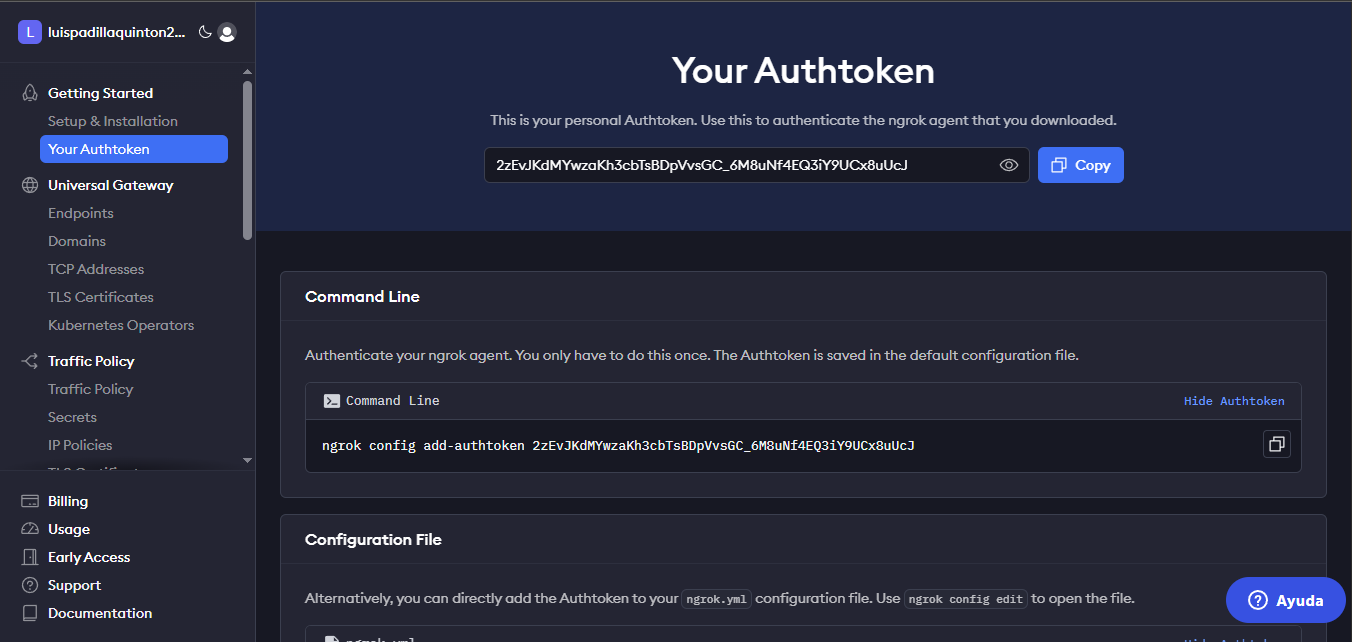 L luispadillaquinton2...
Getting Started
Setup & Installation
Your Authtoken
Universal Gateway
Endpoints
Domains
TCP Addresses
TLS Certificates
Kubernetes Operators
Traffic Policy
Traffic Policy
Secrets
IP Policies
Billing
Usage
Early Access
Support
Documentation
Your Authtoken
This is your personal Authtoken. Use this to authenticate the ngrok agent that you downloaded.
2zEvJKdMYwzaKh3cbTsBDpVvsGC_6M8uNf4EQ3iY9UCx8uUcJ
Copy
Command Line
Authenticate your ngrok agent. You only have to do this once. The Authtoken is saved in the default configuration file.
Command Line Hide Authtoken
ngrok config add-authtoken 2zEvJKdMYwzaKh3cbTsBDpVvsGC_6M8uNf4EQ3iY9UCx8uUcJ
Configuration File
Alternatively, you can directly add the Authtoken to your ngrok.yml configuration file. Use ngrok config edit to open the file.
Ayuda